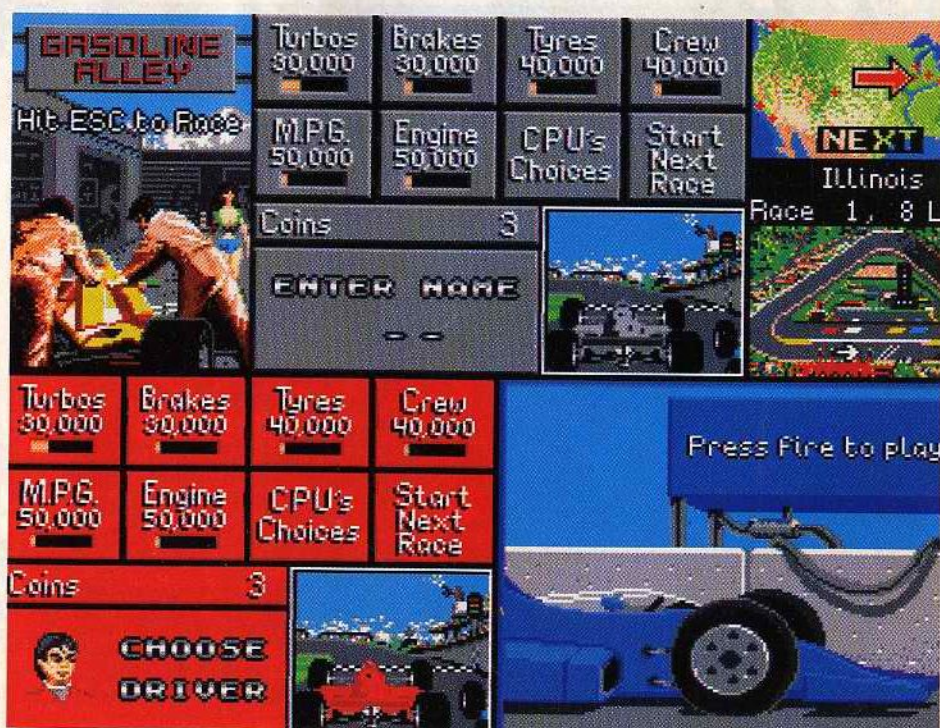 GASOLINE
ALLEY
Hit ESC to Race
Turbos
30,000
Brakes
30,000
Tyres
40,000
Crew
40,000
M.P.G.
50,000
Engine
50,000
CPU's
Choices
Start
Next
Race
Coins 3
ENTER NAME
--
NEXT
Illinois
Race 1, 8 L
Turbos
30,000
Brakes
30,000
Tyres
40,000
Crew
40,000
M.P.G.
50,000
Engine
50,000
CPU's
Choices
Start
Next
Race
Coins 3
CHOOSE
DRIVER
Press fire to play